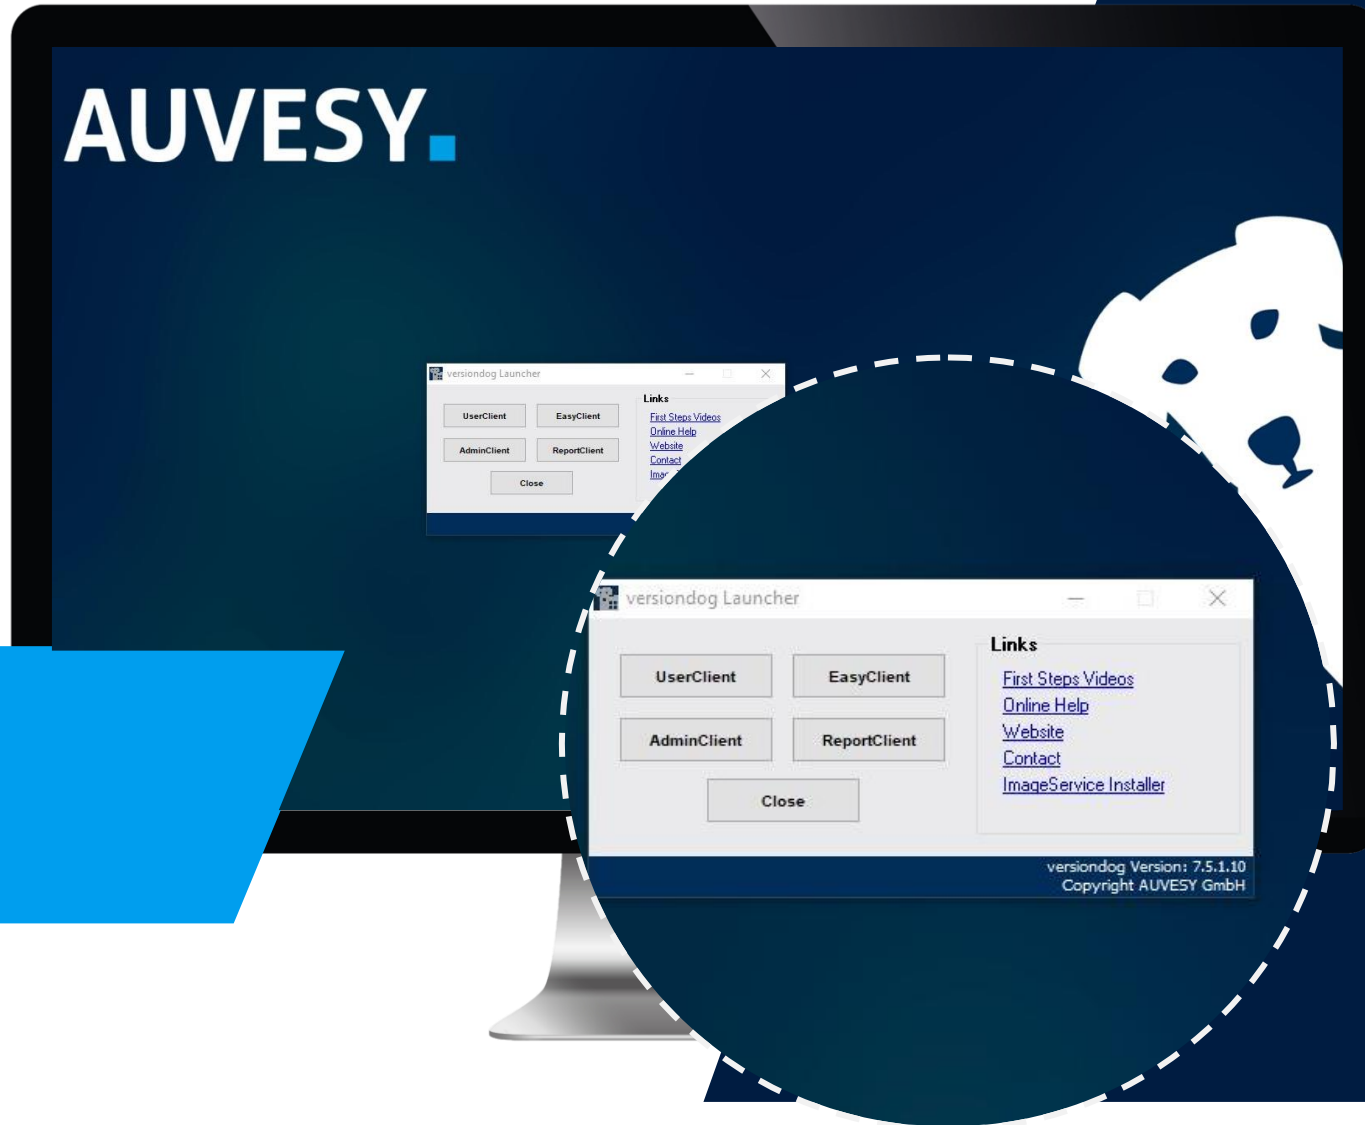 AUVESY.
versiondog Launcher
UserClient
EasyClient
AdminClient
ReportClient
Close
Links
First Steps Videos
Online Help
Website
Contact
versiondog Launcher
UserClient
EasyClient
AdminClient
ReportClient
Close
Links
First Steps Videos
Online Help
Website
Contact
ImageService Installer
versiondog Version: 7.5.1.10
Copyright AUVESY GmbH